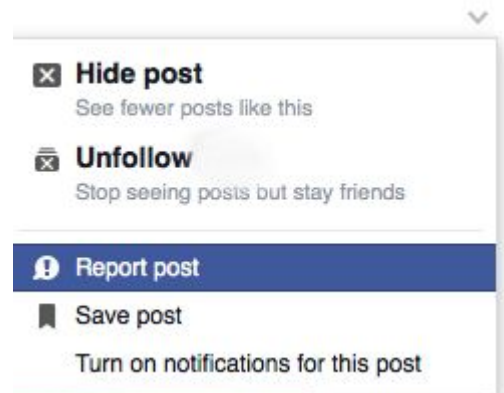 Hide post
See fewer posts like this
Unfollow
Stop seeing posts but stay friends
Report post
Save post
Turn on notifications for this post